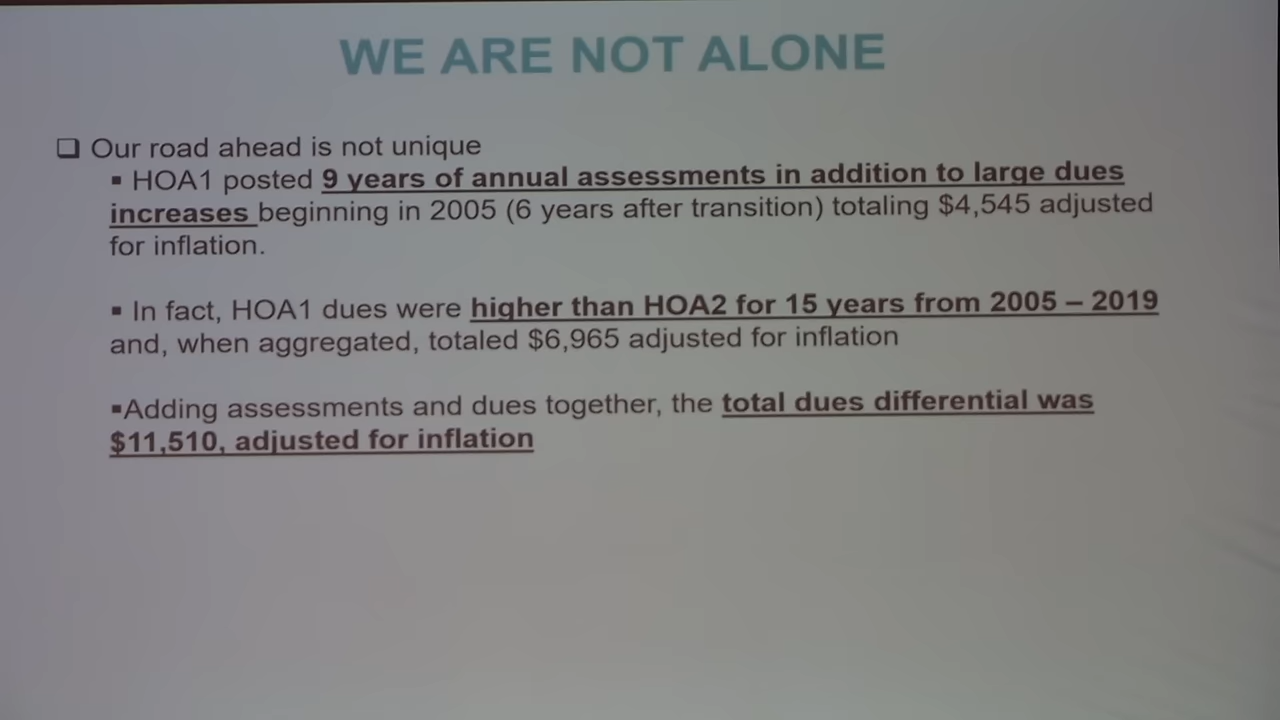 WE ARE NOT ALONE
❑ Our road ahead is not unique
▪ HOA1 posted 9 years of annual assessments in addition to large dues
increases beginning in 2005 (6 years after transition) totaling $4,545 adjusted
for inflation.
▪ In fact, HOA1 dues were higher than HOA2 for 15 years from 2005 – 2019
and, when aggregated, totaled $6,965 adjusted for inflation
▪Adding assessments and dues together, the total dues differential was
$11,510, adjusted for inflation